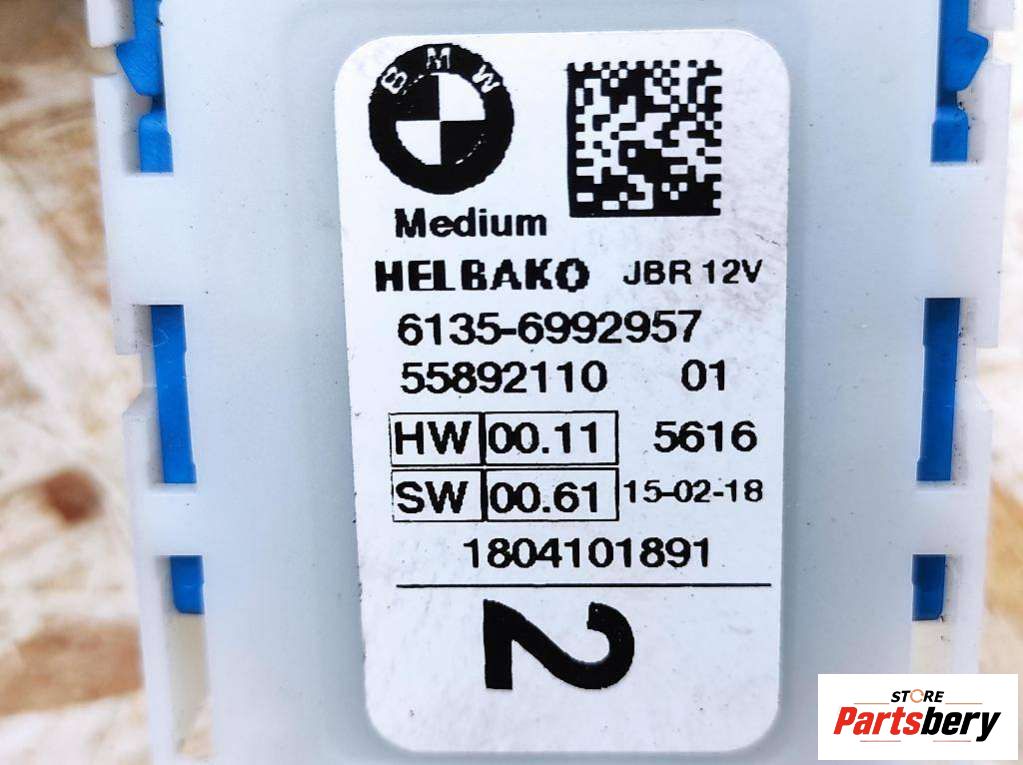 BMW
Medium
HELBAKO JBR 12V
6135-6992957
55892110 01
HW 00.11 5616
SW 00.61 15-02-18
1804101891
2
STORE
Partsbery